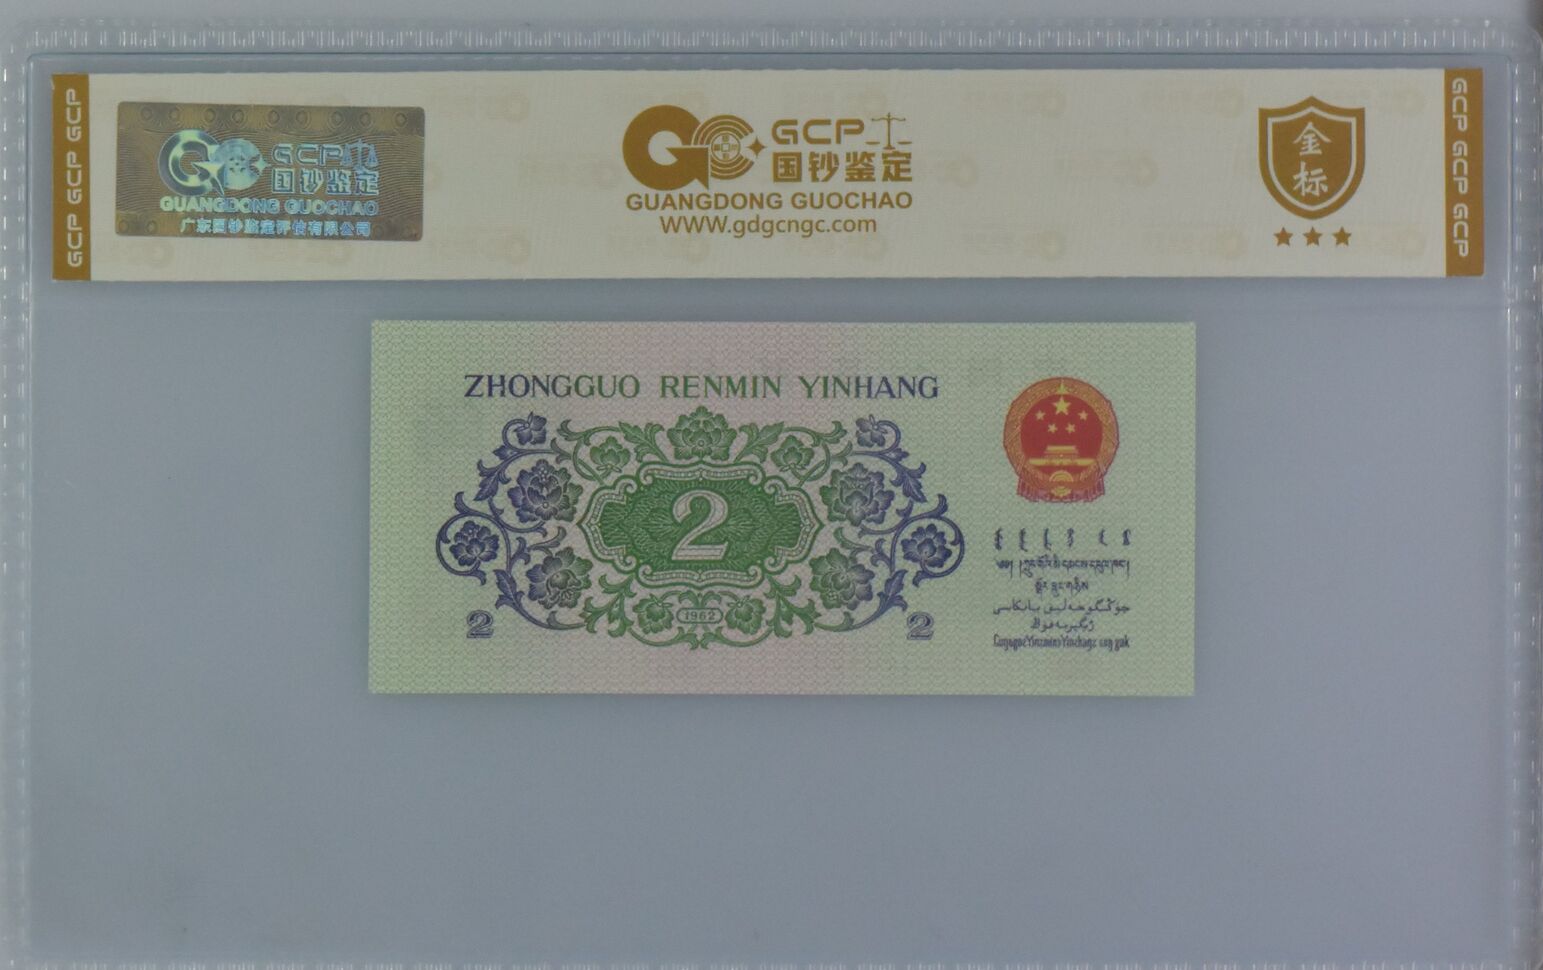 GCP GCP GCP
GCP
国钞鉴定
GUANGDONG GUOCHAO
广东国钞鉴定评估有限公司
GCP
国钞鉴定
GUANGDONG GUOCHAO
WWW.gdgcngc.com
金标
GCP GCP GCP
ZHONGGUO RENMIN YINHANG
2
1962
2
2